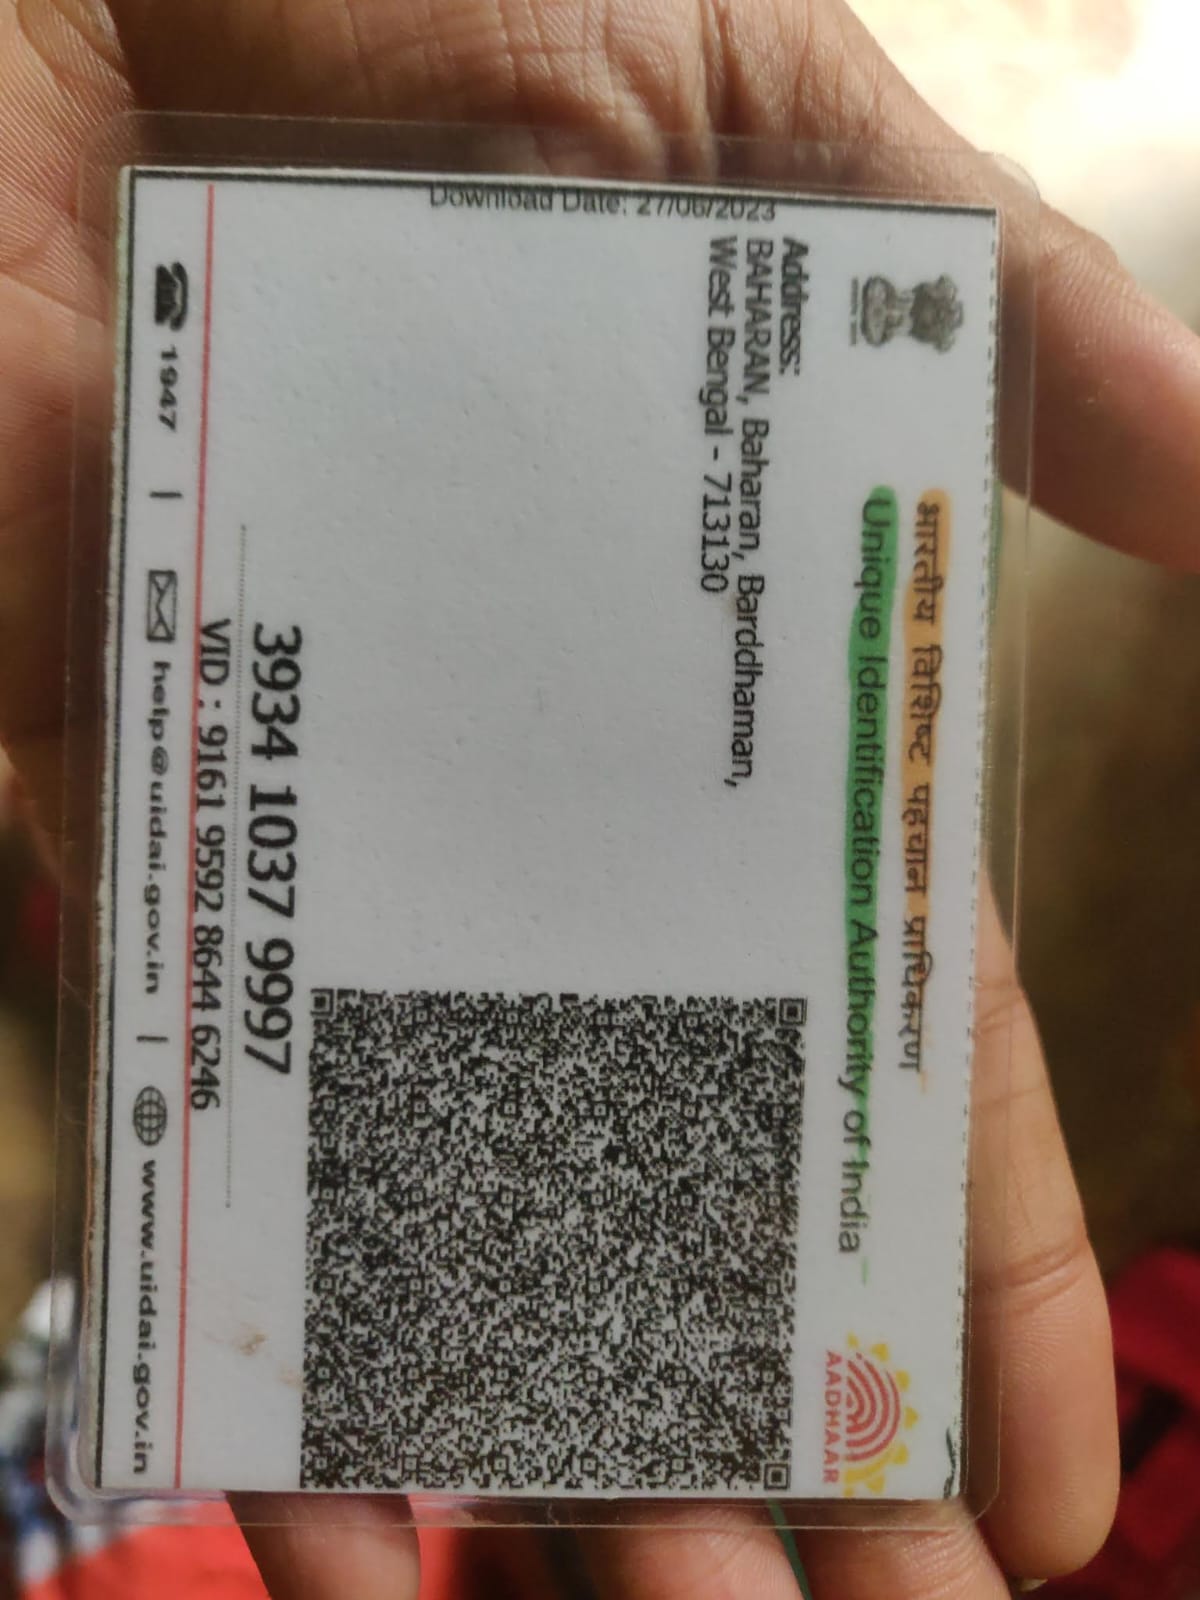 Download Date: 27/06/2023
भारतीय विशिष्ट पहचान प्राधिकरण
Unique Identification Authority of India
AADHAAR
Address:
BAHARAN, Baharan, Barddhaman,
West Bengal - 713130
3934 1037 9997
VID : 9161 9592 8644 6246
1947 | help@uidai.gov.in | www.uidai.gov.in